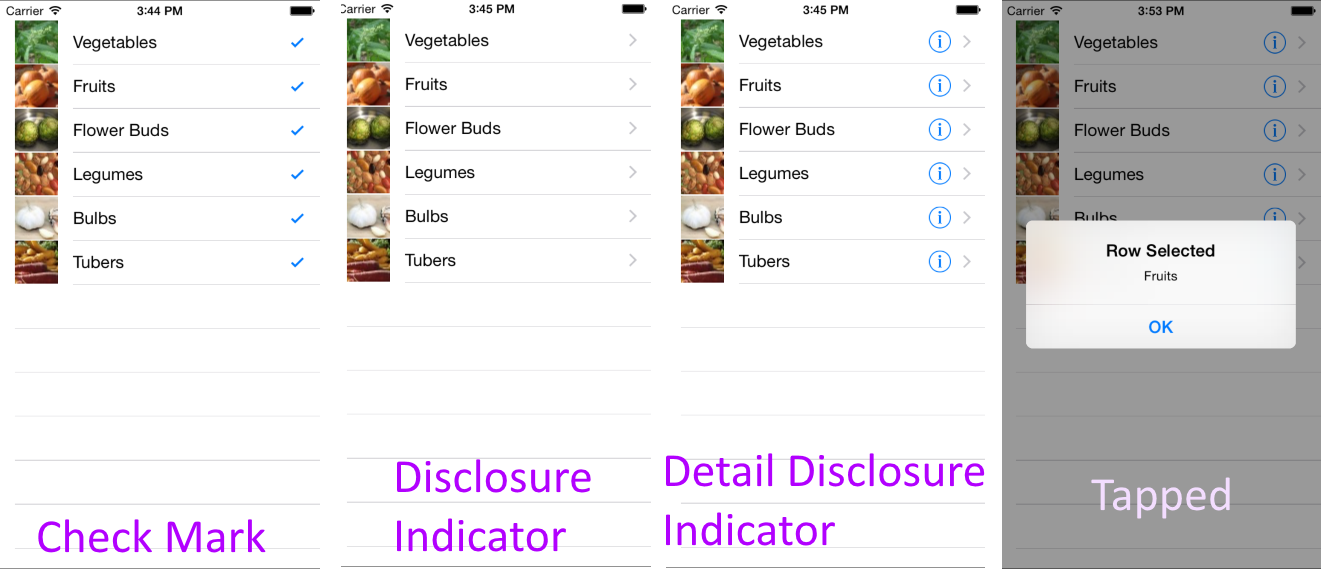 Carrier 3:44 PM
Vegetables
Fruits
Flower Buds
Legumes
Bulbs
Tubers
Check Mark
Carrier 3:45 PM
Vegetables
Fruits
Flower Buds
Legumes
Bulbs
Tubers
Disclosure
Indicator
Carrier 3:45 PM
Vegetables i
Fruits i
Flower Buds i
Legumes i
Bulbs i
Tubers i
Detail Disclosure
Indicator
Carrier 3:53 PM
Vegetables i
Fruits i
Flower Buds i
Legumes i
Bulbs i
Row Selected
Fruits
OK
Tapped